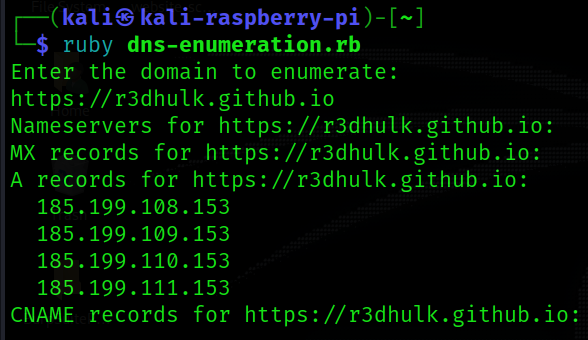 ┌──(kali㉿kali-raspberry-pi)-[~]
└─$ ruby dns-enumeration.rb
Enter the domain to enumerate:
https://r3dhulk.github.io
Nameservers for https://r3dhulk.github.io:
MX records for https://r3dhulk.github.io:
A records for https://r3dhulk.github.io:
  185.199.108.153
  185.199.109.153
  185.199.110.153
  185.199.111.153
CNAME records for https://r3dhulk.github.io: